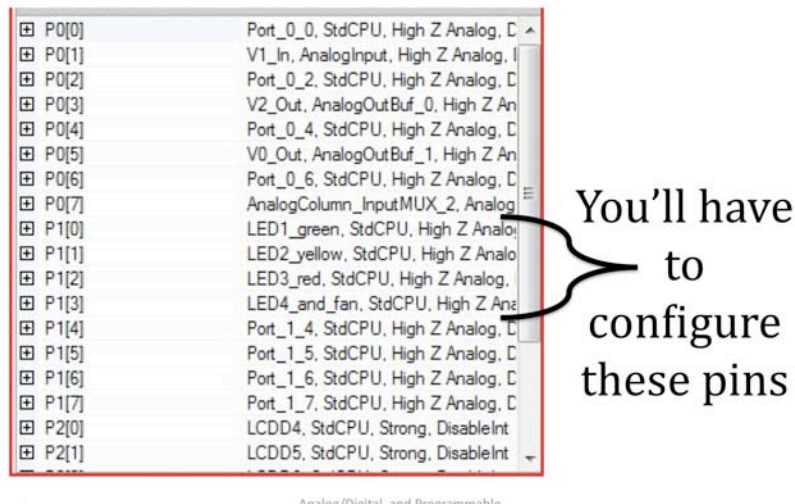 P0[0] Port_0_0, StdCPU, High Z Analog, D
P0[1] V1_In, AnalogInput, High Z Analog, I
P0[2] Port_0_2, StdCPU, High Z Analog, D
P0[3] V2_Out, AnalogOutBuf_0, High Z An
P0[4] Port_0_4, StdCPU, High Z Analog, D
P0[5] V0_Out, AnalogOutBuf_1, High Z An
P0[6] Port_0_6, StdCPU, High Z Analog, D
P0[7] AnalogColumn_InputMUX_2, Analog
P1[0] LED1_green, StdCPU, High Z Analog
P1[1] LED2_yellow, StdCPU, High Z Analo
P1[2] LED3_red, StdCPU, High Z Analog,
P1[3] LED4_and_fan, StdCPU, High Z Ana
P1[4] Port_1_4, StdCPU, High Z Analog, D
P1[5] Port_1_5, StdCPU, High Z Analog, D
P1[6] Port_1_6, StdCPU, High Z Analog, D
P1[7] Port_1_7, StdCPU, High Z Analog, D
P2[0] LCDD4, StdCPU, Strong, DisableInt
P2[1] LCDD5, StdCPU, Strong, DisableInt
You'll have
to
configure
these pins
Analog/Digital and Programmable